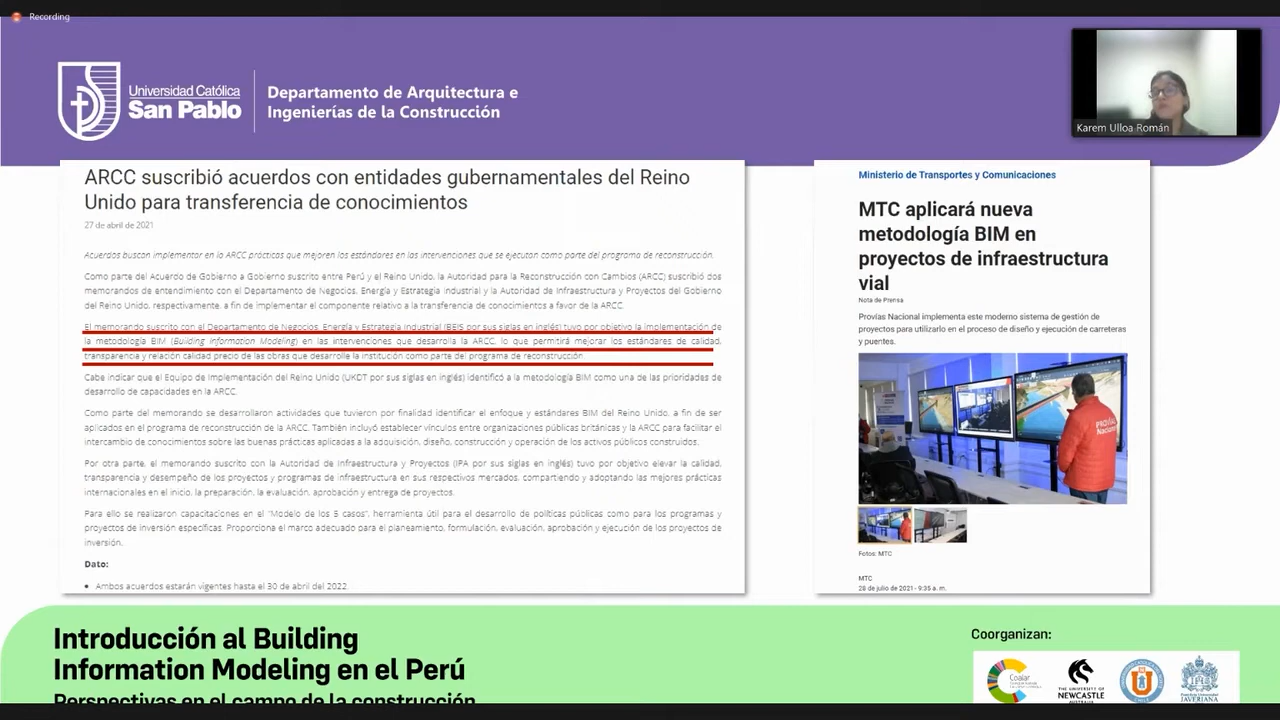 Recording
Universidad Católica
San Pablo
Departamento de Arquitectura e
Ingenierías de la Construcción
Karem Ulloa Román
ARCC suscribió acuerdos con entidades gubernamentales del Reino
Unido para transferencia de conocimientos
27 de abril de 2021
Acuerdos buscan implementar en la ARCC prácticas que mejoren los estándares en las intervenciones que se ejecutan como parte del programa de reconstrucción.
Como parte del Acuerdo de Gobierno a Gobierno suscrito entre Perú y el Reino Unido, la Autoridad para la Reconstrucción con Cambios (ARCC) suscribió dos
memorandos de entendimiento con el Departamento de Negocios, Energía y Estrategia Industrial y la Autoridad de Infraestructura y Proyectos del Gobierno
del Reino Unido, respectivamente, a fin de implementar el componente relativo a la transferencia de conocimientos a favor de la ARCC.
El memorando suscrito con el Departamento de Negocios, Energía y Estrategia Industrial (BEIS por sus siglas en inglés) tuvo por objetivo la implementación de
la metodología BIM (Building Information Modeling) en las intervenciones que desarrolla la ARCC, lo que permitirá mejorar los estándares de calidad,
transparencia y relación calidad precio de las obras que desarrolle la institución como parte del programa de reconstrucción.
Cabe indicar que el Equipo de Implementación del Reino Unido (UKDT por sus siglas en inglés) identificó a la metodología BIM como una de las prioridades de
desarrollo de capacidades en la ARCC.
Como parte del memorando se desarrollaron actividades que tuvieron por finalidad identificar el enfoque y estándares BIM del Reino Unido, a fin de ser
aplicados en el programa de reconstrucción de la ARCC. También incluyó establecer vínculos entre organizaciones públicas británicas y la ARCC para facilitar el
intercambio de conocimientos sobre las buenas prácticas aplicadas a la adquisición, diseño, construcción y operación de los activos públicos construidos.
Por otra parte, el memorando suscrito con la Autoridad de Infraestructura y Proyectos (IPA por sus siglas en inglés) tuvo por objetivo elevar la calidad,
transparencia y desempeño de los proyectos y programas de infraestructura en sus respectivos mercados, compartiendo y adoptando las mejores prácticas
internacionales en el inicio, la preparación, la evaluación, aprobación y entrega de proyectos.
Para ello se realizaron capacitaciones en el "Modelo de los 5 casos", herramienta útil para el desarrollo de políticas públicas como para los programas y
proyectos de inversión específicas. Proporciona el marco adecuado para el planeamiento, formulación, evaluación, aprobación y ejecución de los proyectos de
inversión.
Dato:
• Ambos acuerdos estarán vigentes hasta el 30 de abril del 2022
Ministerio de Transportes y Comunicaciones
MTC aplicará nueva
metodología BIM en
proyectos de infraestructura
vial
Nota de Prensa
Provías Nacional implementa este moderno sistema de gestión de
proyectos para utilizarlo en el proceso de diseño y ejecución de carreteras
y puentes.
PROVÍAS
Nacional
Fotos: MTC
MTC
28 de julio de 2021 - 9:35 a. m.
Introducción al Building
Information Modeling en el Perú
Perspectivas en el campo de la construcción
Coorganizan:
Coalar
THE UNIVERSITY OF
NEWCASTLE
AUSTRALIA
Pontificia Universidad
JAVERIANA